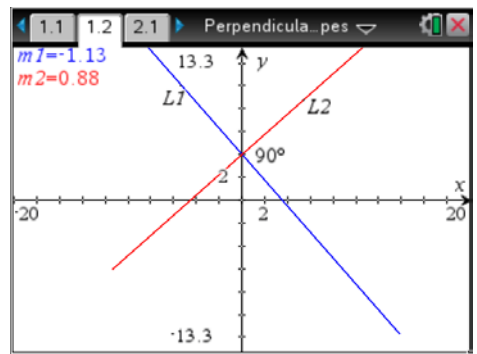 1.1 1.2 2.1 Perpendicula…pes
m1=-1.13 13.3 y
m2=0.88
L1 L2
90º
2
x
-20 2 20
-13.3